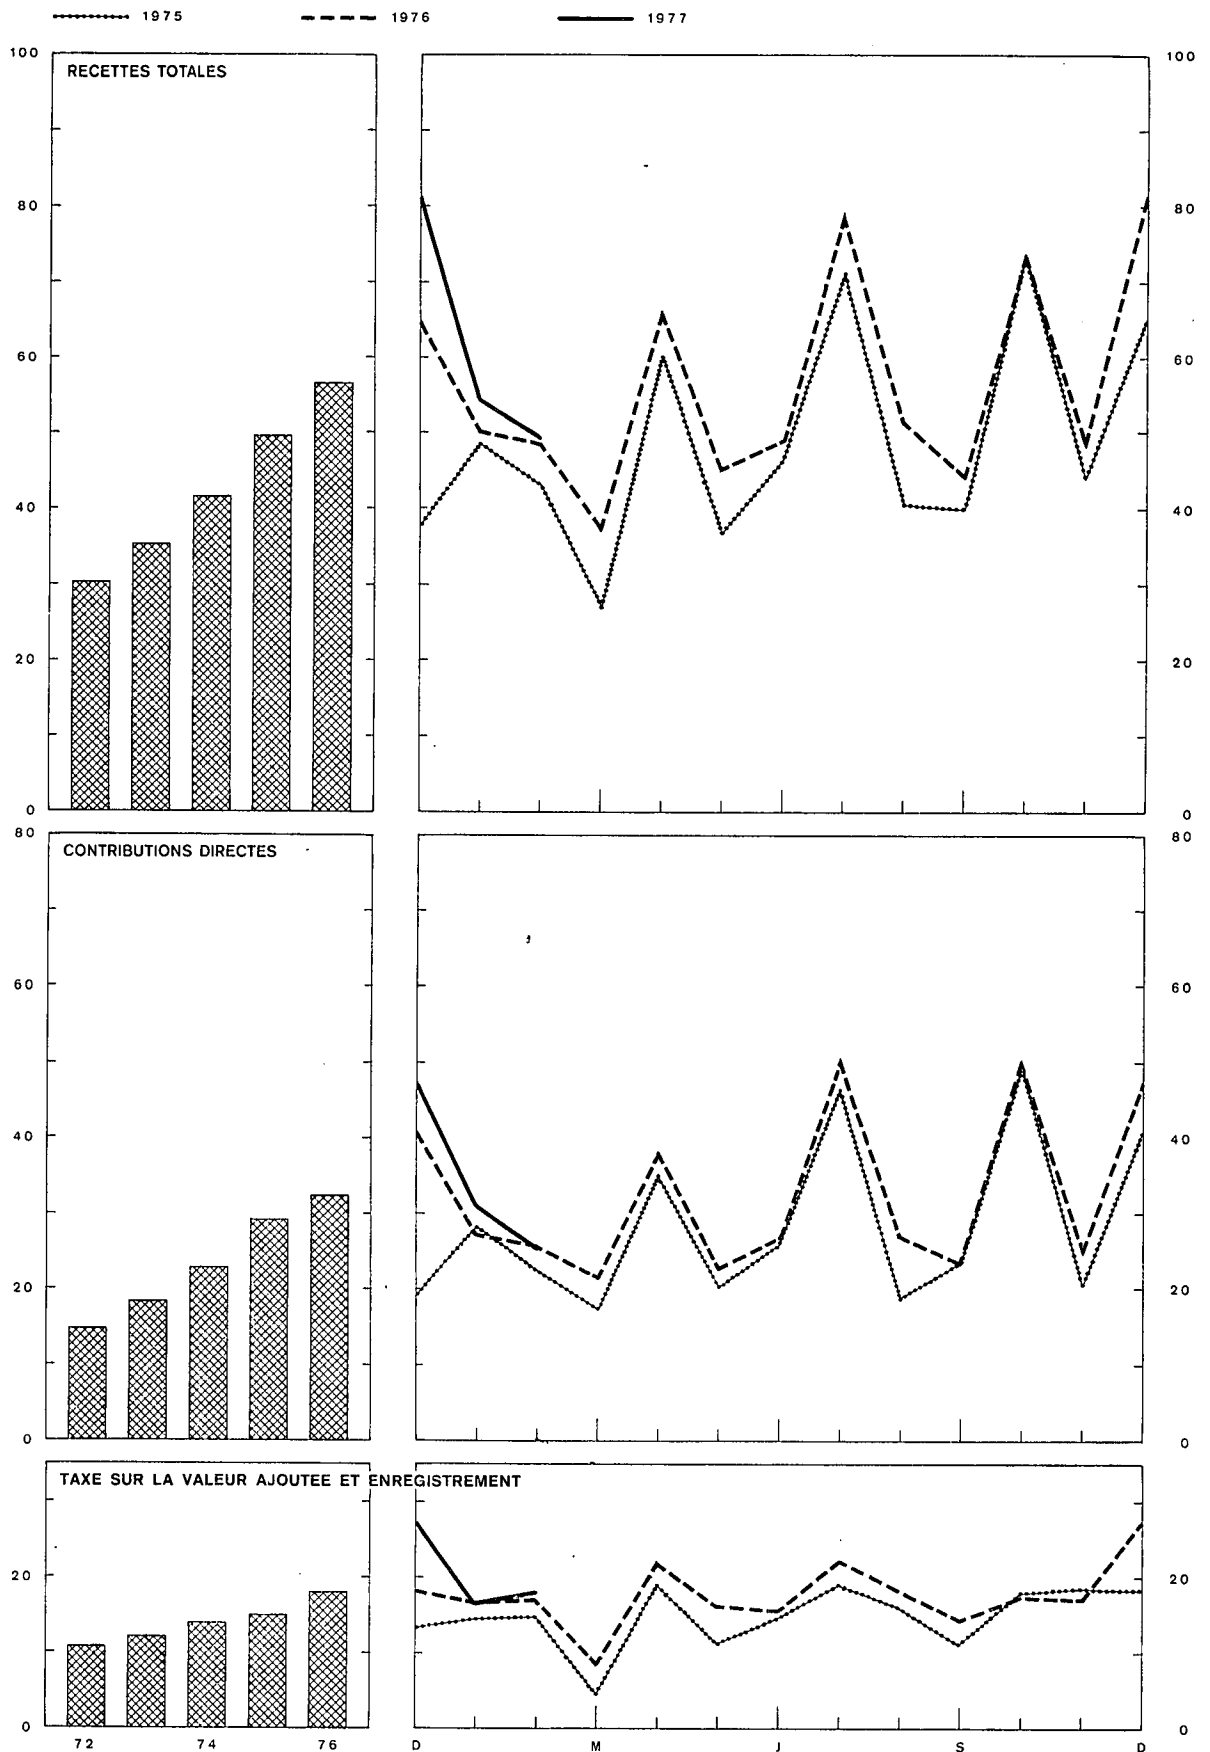 1975 1976 1977
100 100
RECETTES TOTALES
80 80
60 60
40 40
20 20
0 0
80 80
CONTRIBUTIONS DIRECTES
60 60
40 40
20 20
0 0
TAXE SUR LA VALEUR AJOUTEE ET ENREGISTREMENT
20 20
0 0
72 74 76 D M J S D